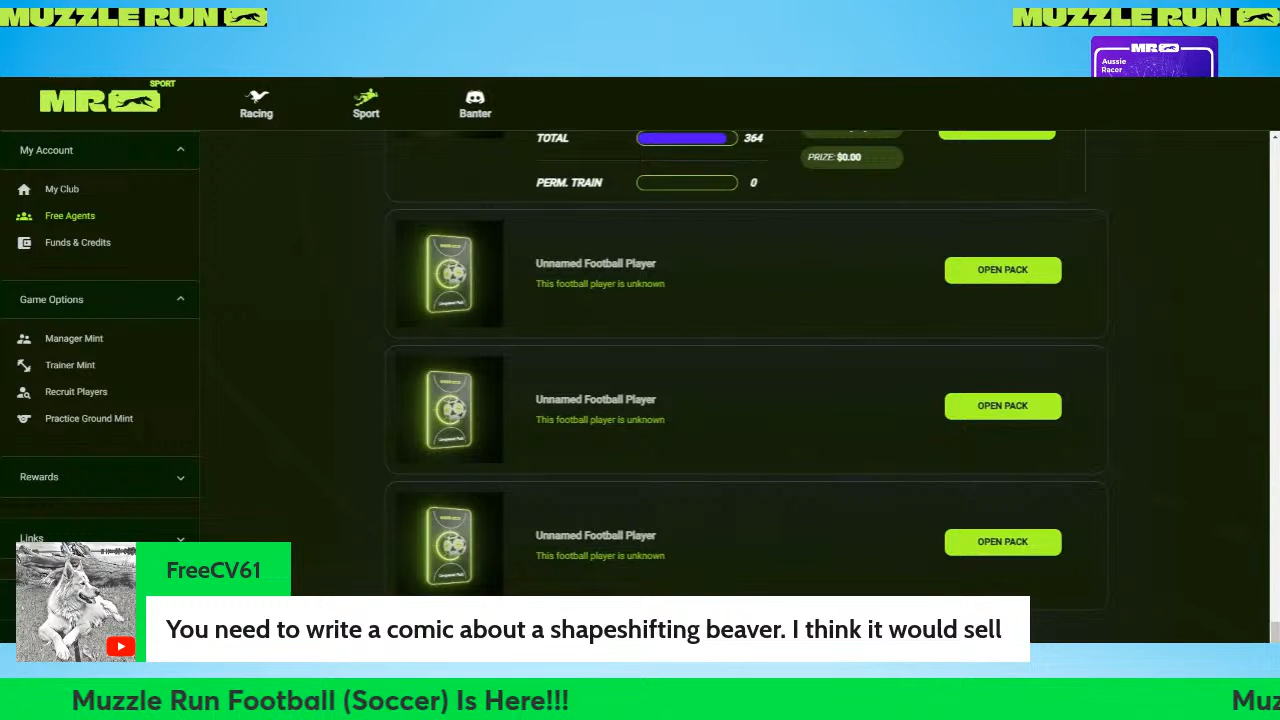 MUZZLE RUN
MUZZLE RUN
MR
Aussie
Racer
MR
SPORT
Racing
Sport
Banter
My Account
My Club
Free Agents
Funds & Credits
Game Options
Manager Mint
Trainer Mint
Recruit Players
Practice Ground Mint
Rewards
Links
TOTAL
364
PRIZE: $0.00
PERM. TRAIN
0
Unnamed Football Player
This football player is unknown
OPEN PACK
Unnamed Football Player
This football player is unknown
OPEN PACK
Unnamed Football Player
This football player is unknown
OPEN PACK
FreeCV61
You need to write a comic about a shapeshifting beaver. I think it would sell
Muzzle Run Football (Soccer) Is Here!!!
Muz